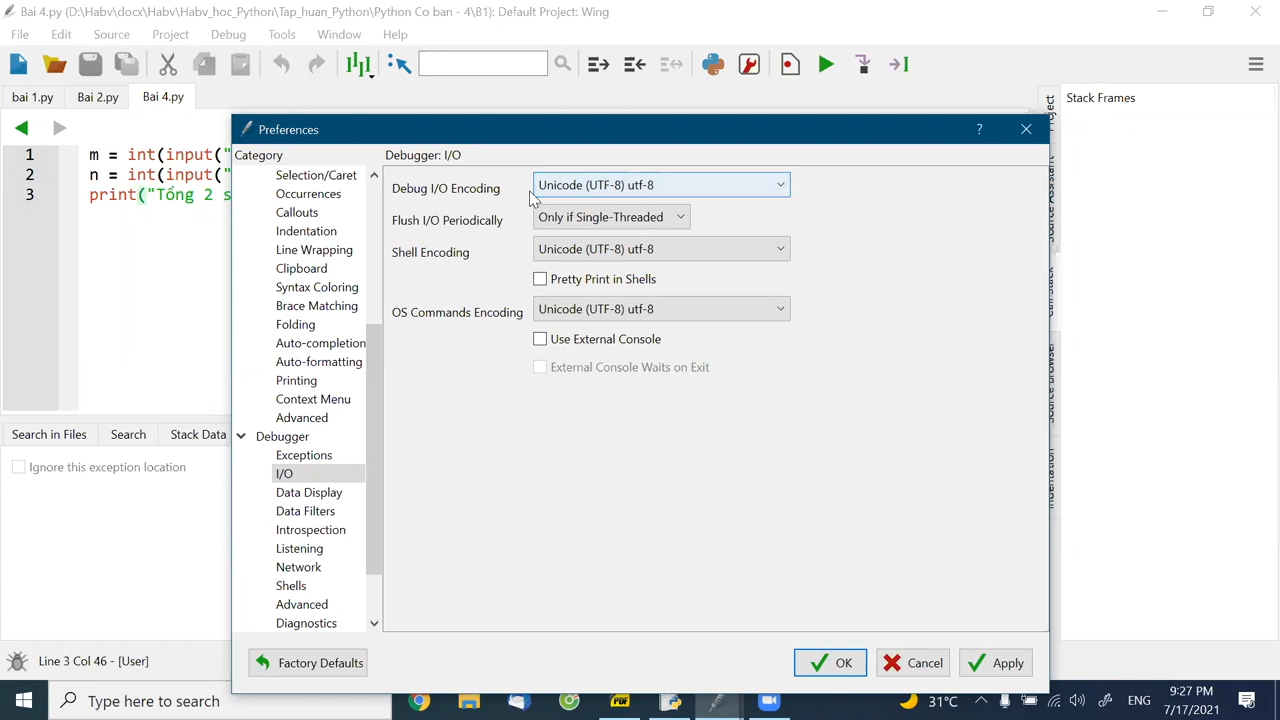 Bai 4.py (D:\Habv\docx\Habv\Habv_hoc_Python\Tap_huan_Python\Python Co ban - 4\B1): Default Project: Wing
File Edit Source Project Debug Tools Window Help
bai 1.py Bai 2.py Bai 4.py
Stack Frames
Preferences
Category Debugger: I/O
1 m = int(input("
2 n = int(input("
3 print("Tổng 2 s
Selection/Caret
Occurrences
Callouts
Indentation
Line Wrapping
Clipboard
Syntax Coloring
Brace Matching
Folding
Auto-completion
Auto-formatting
Printing
Context Menu
Advanced
Debugger
Exceptions
I/O
Data Display
Data Filters
Introspection
Listening
Network
Shells
Advanced
Diagnostics
Debug I/O Encoding Unicode (UTF-8) utf-8
Flush I/O Periodically Only if Single-Threaded
Shell Encoding Unicode (UTF-8) utf-8
Pretty Print in Shells
OS Commands Encoding Unicode (UTF-8) utf-8
Use External Console
External Console Waits on Exit
Search in Files Search Stack Data
Ignore this exception location
Factory Defaults OK Cancel Apply
Line 3 Col 46 - [User]
Type here to search
31°C ENG 9:27 PM
7/17/2021